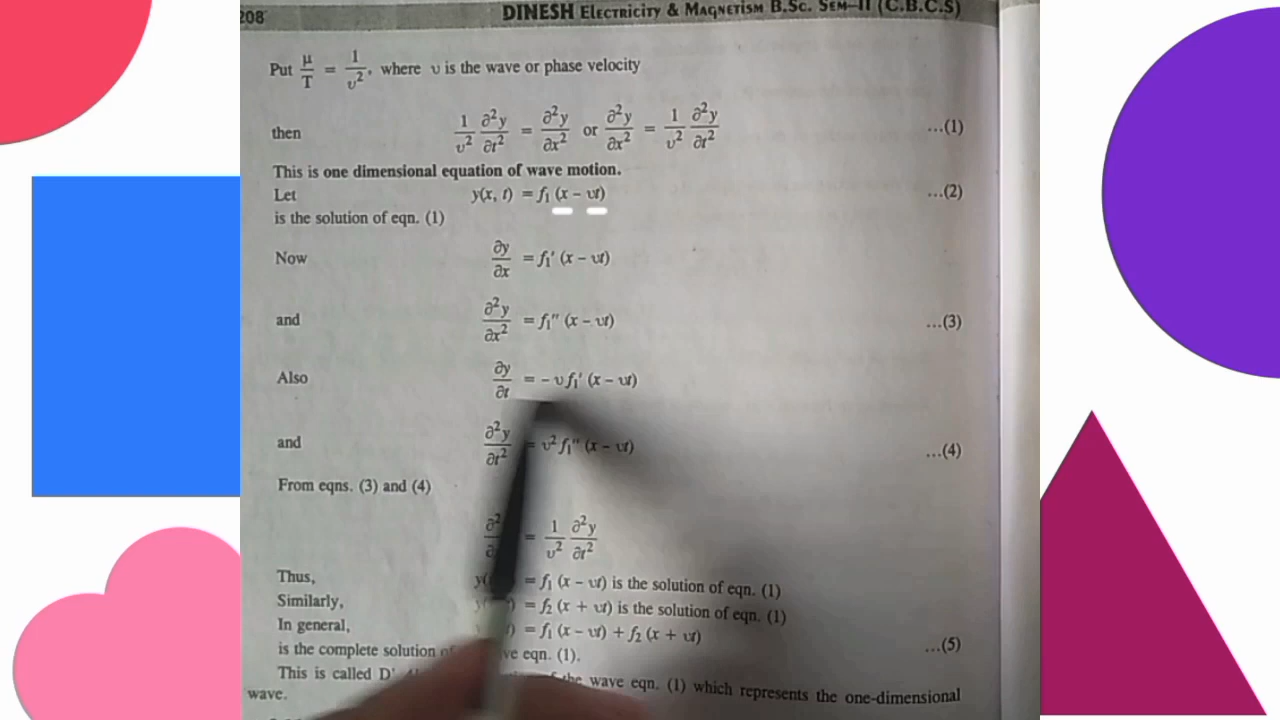 208 DINESH ELECTRICITY & MAGNETISM B.SC. SEM–II (C.B.C.S)
Put μ/T = 1/υ², where υ is the wave or phase velocity
then 1/υ² ∂²y/∂t² = ∂²y/∂x² or ∂²y/∂x² = 1/υ² ∂²y/∂t² ...(1)
This is one dimensional equation of wave motion.
Let y(x, t) = f₁ (x – υt) ...(2)
is the solution of eqn. (1)
Now ∂y/∂x = f₁′ (x – υt)
and ∂²y/∂x² = f₁″ (x – υt) ...(3)
Also ∂y/∂t = – υ f₁′ (x – υt)
and ∂²y/∂t² = υ² f₁″ (x – υt) ...(4)
From eqns. (3) and (4)
∂² = 1/υ² ∂²y/∂t²
Thus, y( = f₁ (x – υt) is the solution of eqn. (1)
Similarly, y( ) = f₂ (x + υt) is the solution of eqn. (1)
In general, ) = f₁ (x – υt) + f₂ (x + υt) ...(5)
is the complete solution eqn. (1).
This is called the wave eqn. (1) which represents the one-dimensional
wave.